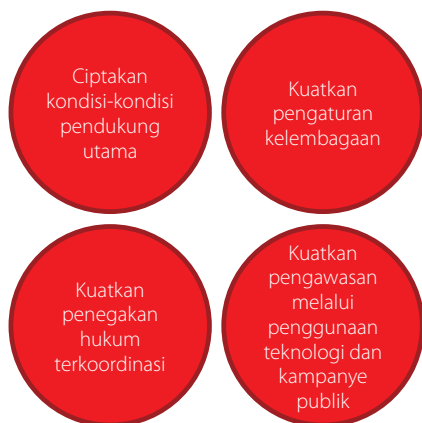 Ciptakan
kondisi-kondisi
pendukung
utama
Kuatkan
pengaturan
kelembagaan
Kuatkan
penegakan
hukum
terkoordinasi
Kuatkan
pengawasan
melalui
penggunaan
teknologi dan
kampanye
publik